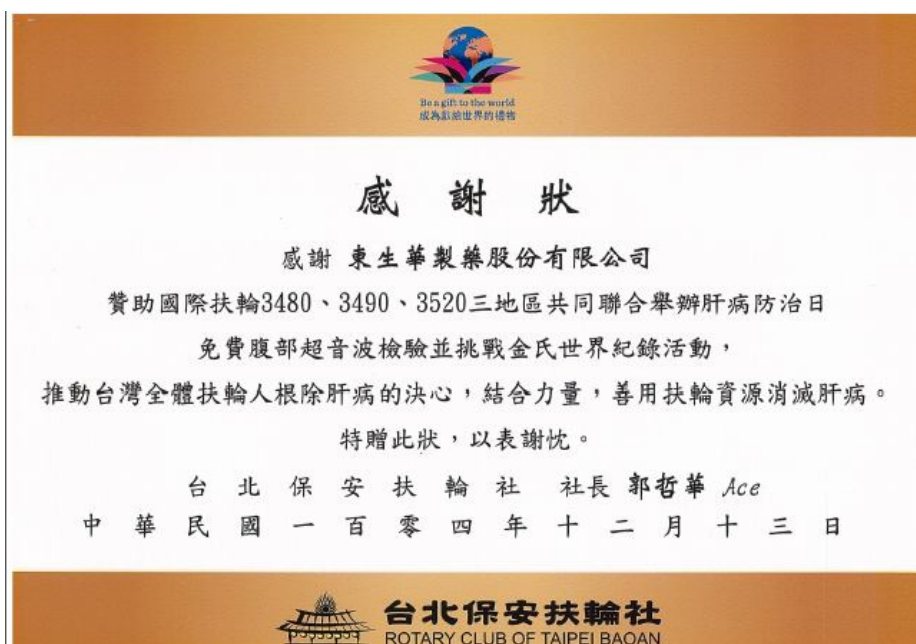 Be a gift to the world
成為獻給世界的禮物
感謝狀
感謝 東生華製藥股份有限公司
贊助國際扶輪3480、3490、3520三地區共同聯合舉辦肝病防治日
免費腹部超音波檢驗並挑戰金氏世界紀錄活動，
推動台灣全體扶輪人根除肝病的決心，結合力量，善用扶輪資源消滅肝病。
特贈此狀，以表謝忱。
台北保安扶輪社 社長 郭哲華 Ace
中華民國一百零四年十二月十三日
台北保安扶輪社
ROTARY CLUB OF TAIPEI BAOAN